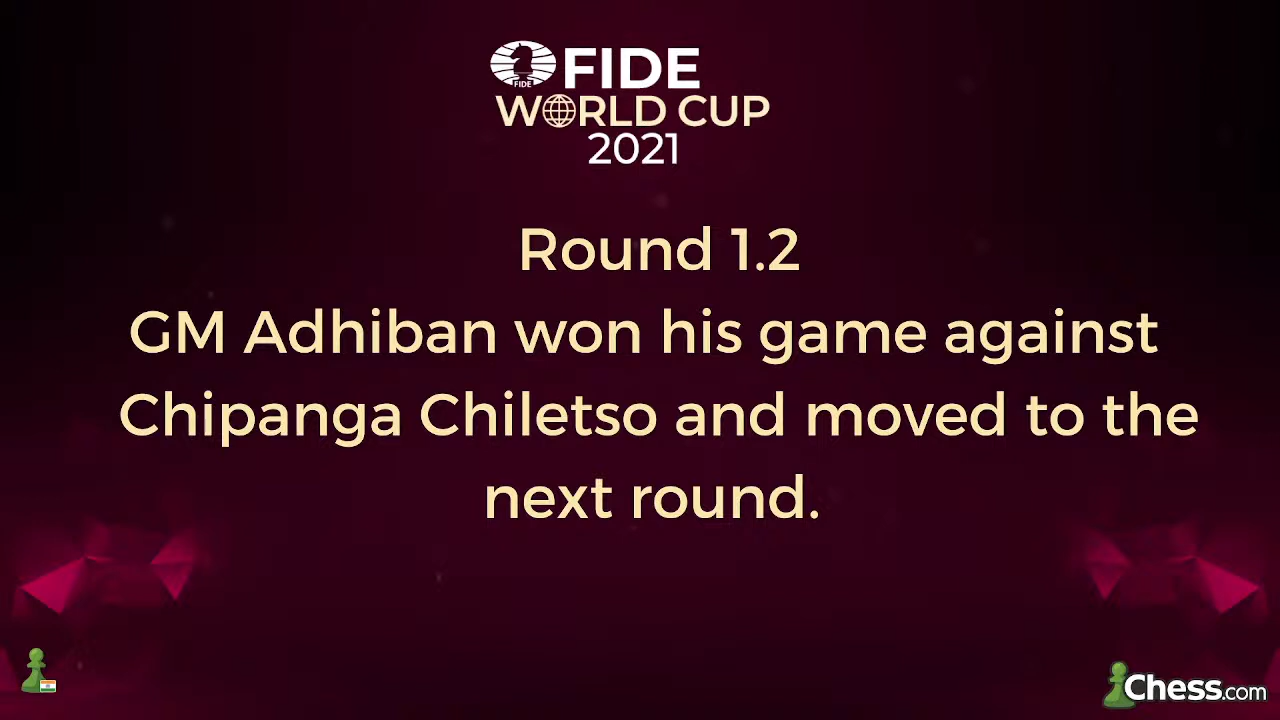 FIDE
FIDE
WORLD CUP
2021
Round 1.2
GM Adhiban won his game against
Chipanga Chiletso and moved to the
next round.
Chess.com